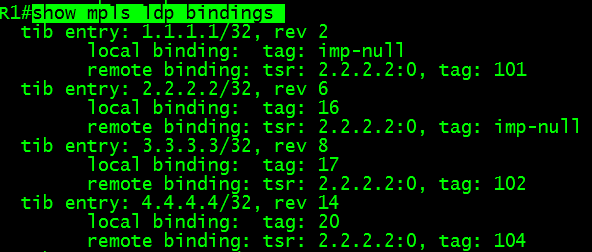 R1#show mpls ldp bindings
tib entry: 1.1.1.1/32, rev 2
local binding: tag: imp-null
remote binding: tsr: 2.2.2.2:0, tag: 101
tib entry: 2.2.2.2/32, rev 6
local binding: tag: 16
remote binding: tsr: 2.2.2.2:0, tag: imp-null
tib entry: 3.3.3.3/32, rev 8
local binding: tag: 17
remote binding: tsr: 2.2.2.2:0, tag: 102
tib entry: 4.4.4.4/32, rev 14
local binding: tag: 20
remote binding: tsr: 2.2.2.2:0, tag: 104